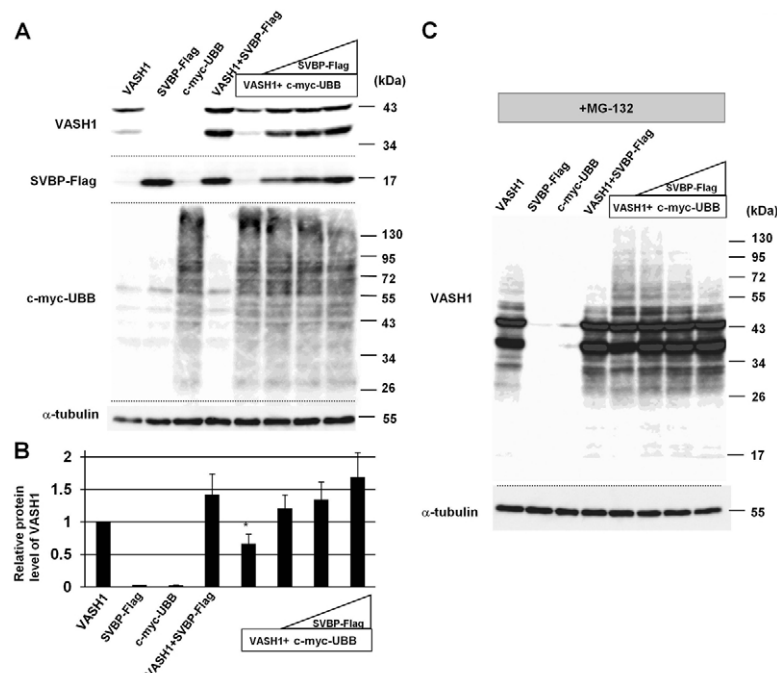 A
VASH1
SVBP-Flag
c-myc-UBB
VASH1+SVBP-Flag
SVBP-Flag
VASH1+ c-myc-UBB
(kDa)
VASH1
43
34
SVBP-Flag
17
c-myc-UBB
130
95
72
55
43
34
26
α-tubulin
55
B
Relative protein
level of VASH1
2
1.5
1
0.5
0
*
VASH1
SVBP-Flag
c-myc-UBB
VASH1+SVBP-Flag
SVBP-Flag
VASH1+ c-myc-UBB
C
+MG-132
VASH1
SVBP-Flag
c-myc-UBB
VASH1+SVBP-Flag
SVBP-Flag
VASH1+ c-myc-UBB
(kDa)
VASH1
130
95
72
55
43
34
26
17
α-tubulin
55